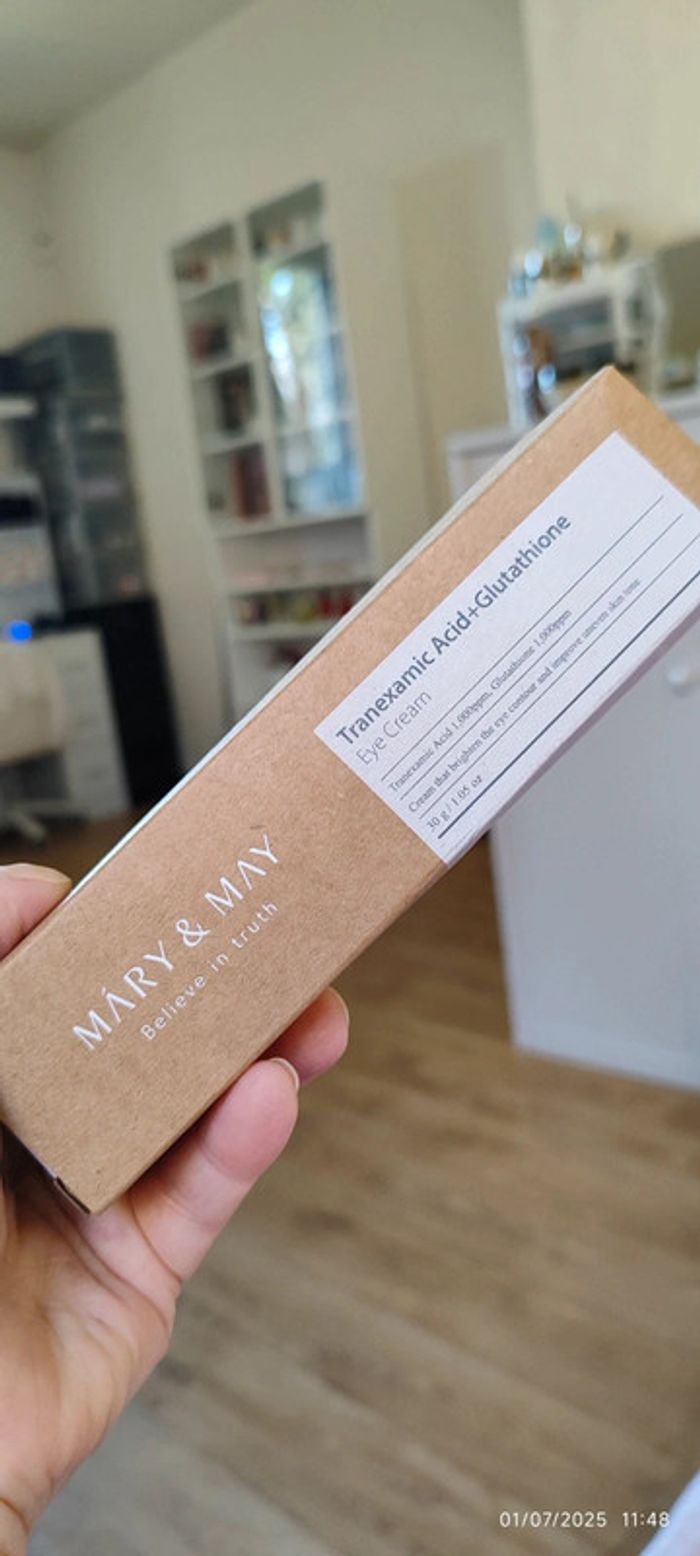 Tranexamic Acid+Glutathione
Eye Cream
Tranexamic Acid 1,000ppm, Glutathione 1,000ppm
Cream that brighten the eye contour and improve uneven skin tone
30 g / 1.05 oz
MÁRY & MAY
Believe in truth
01/07/2025 11:48